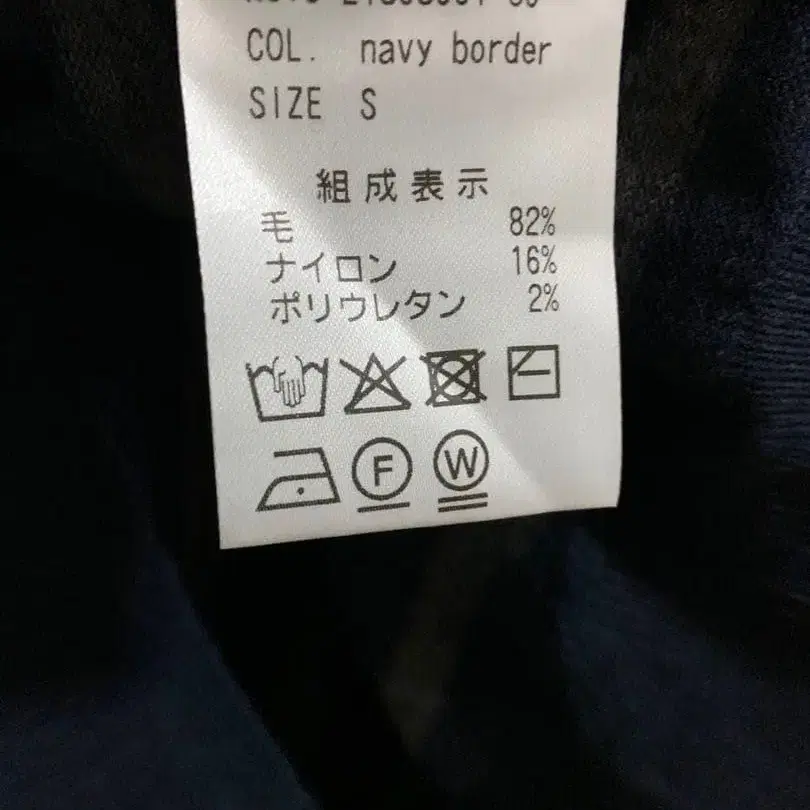 COL. navy border
SIZE S
組成表示
毛 82%
ナイロン 16%
ポリウレタン 2%
F W